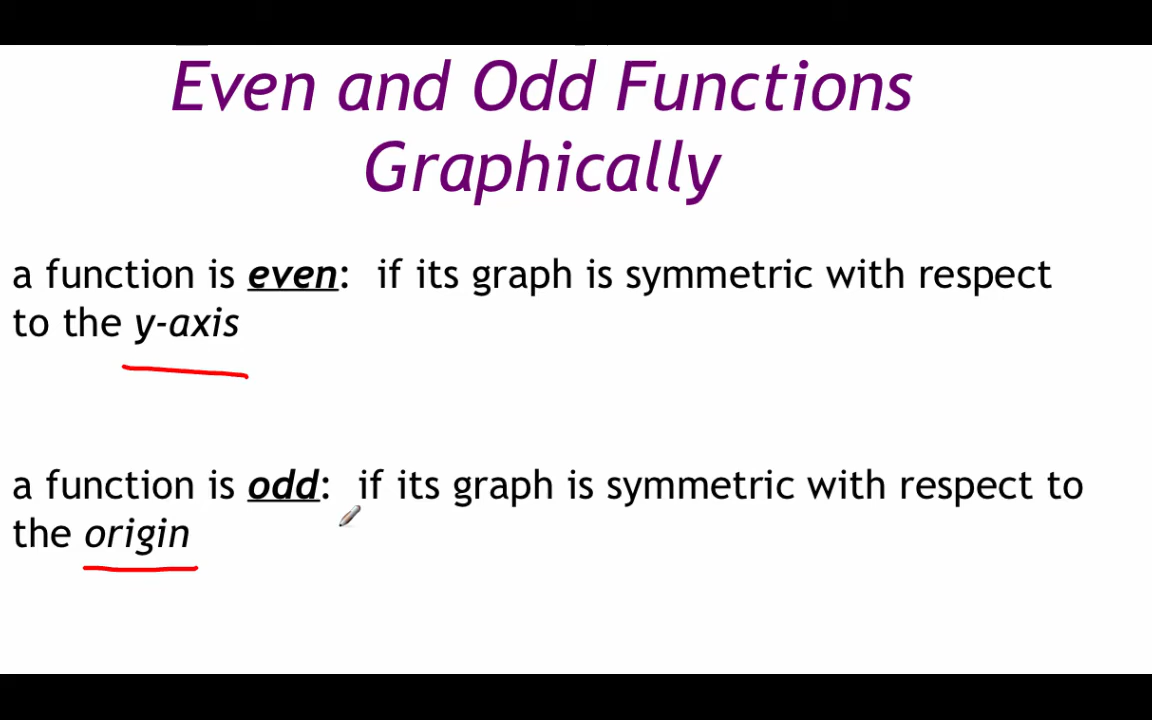 Even and Odd Functions
Graphically
a function is even: if its graph is symmetric with respect
to the y-axis
a function is odd: if its graph is symmetric with respect to
the origin